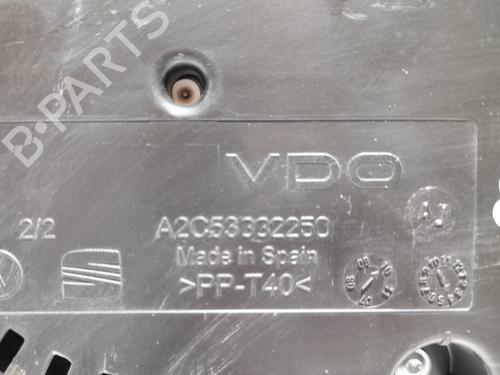 B-PARTS
VDO
2/2
A2C53332250
Made in Spain
>PP-T40<